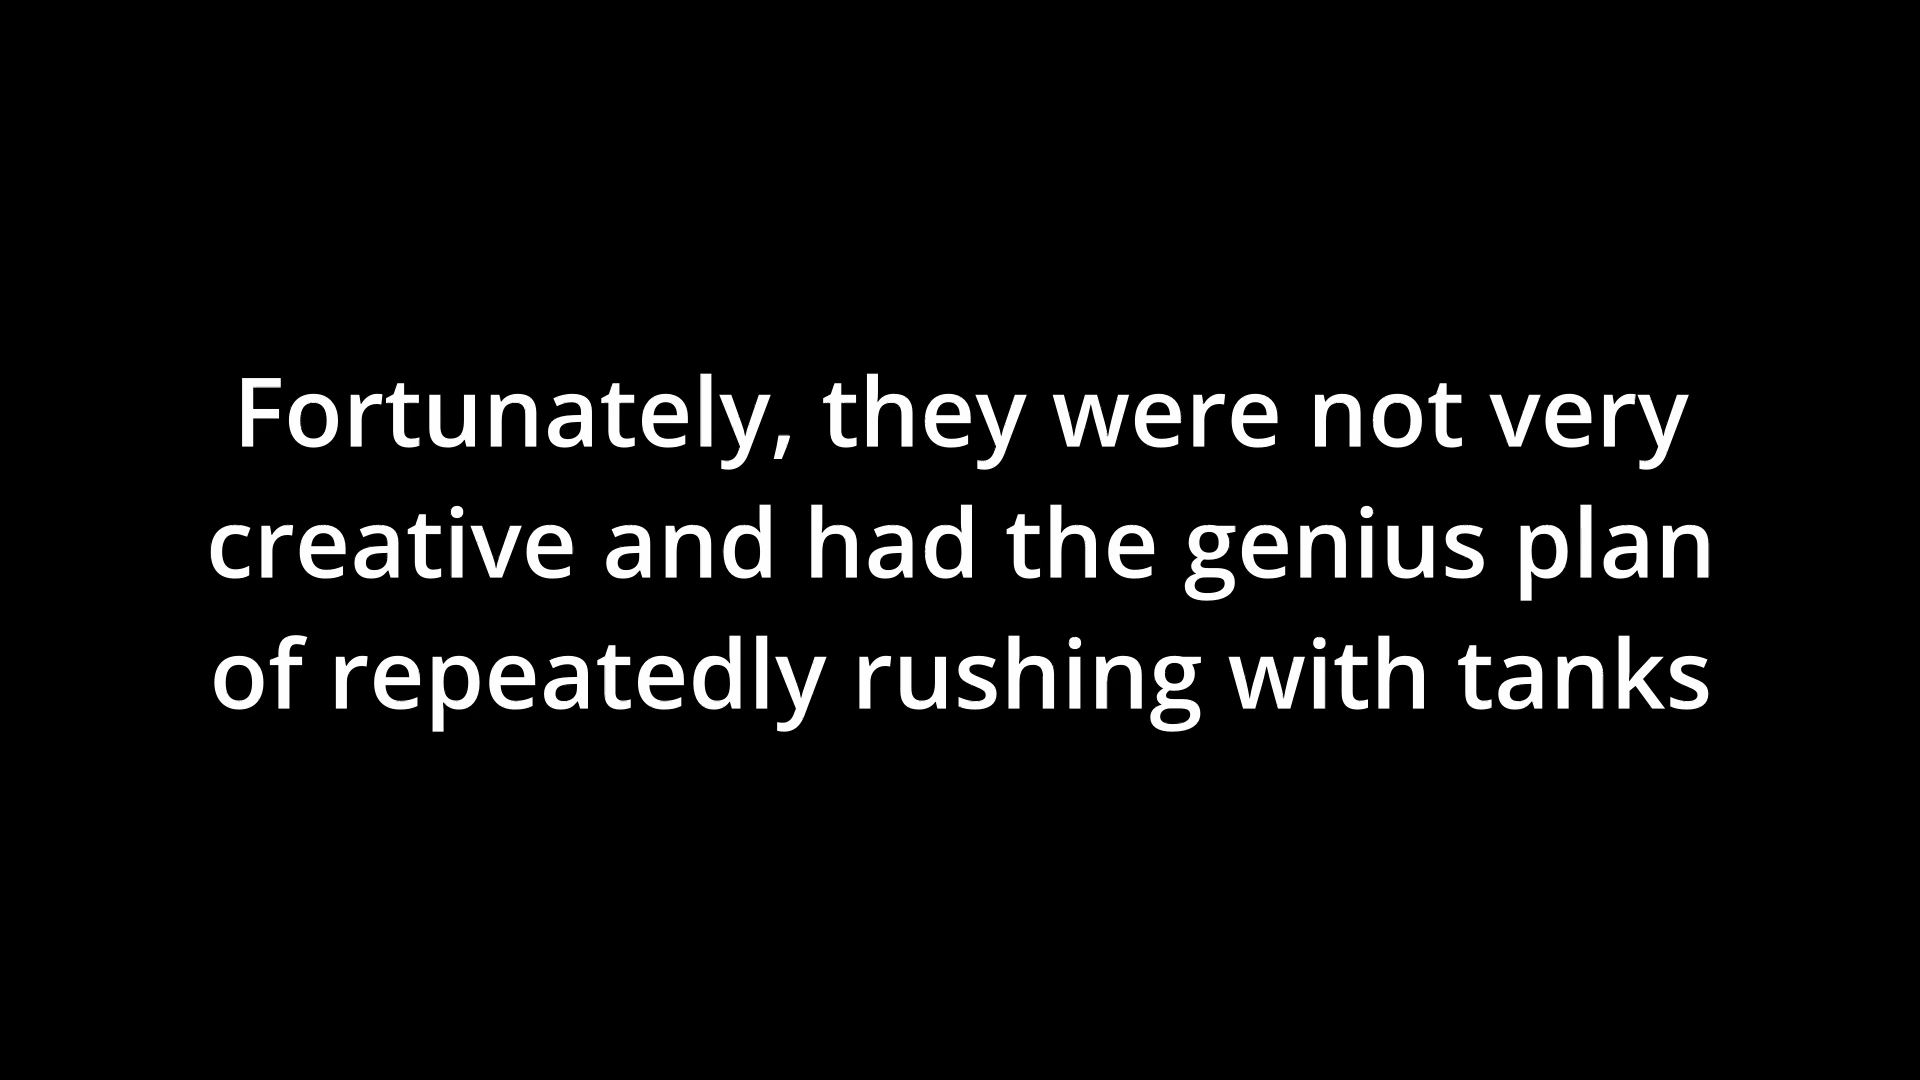 Fortunately, they were not very
creative and had the genius plan
of repeatedly rushing with tanks